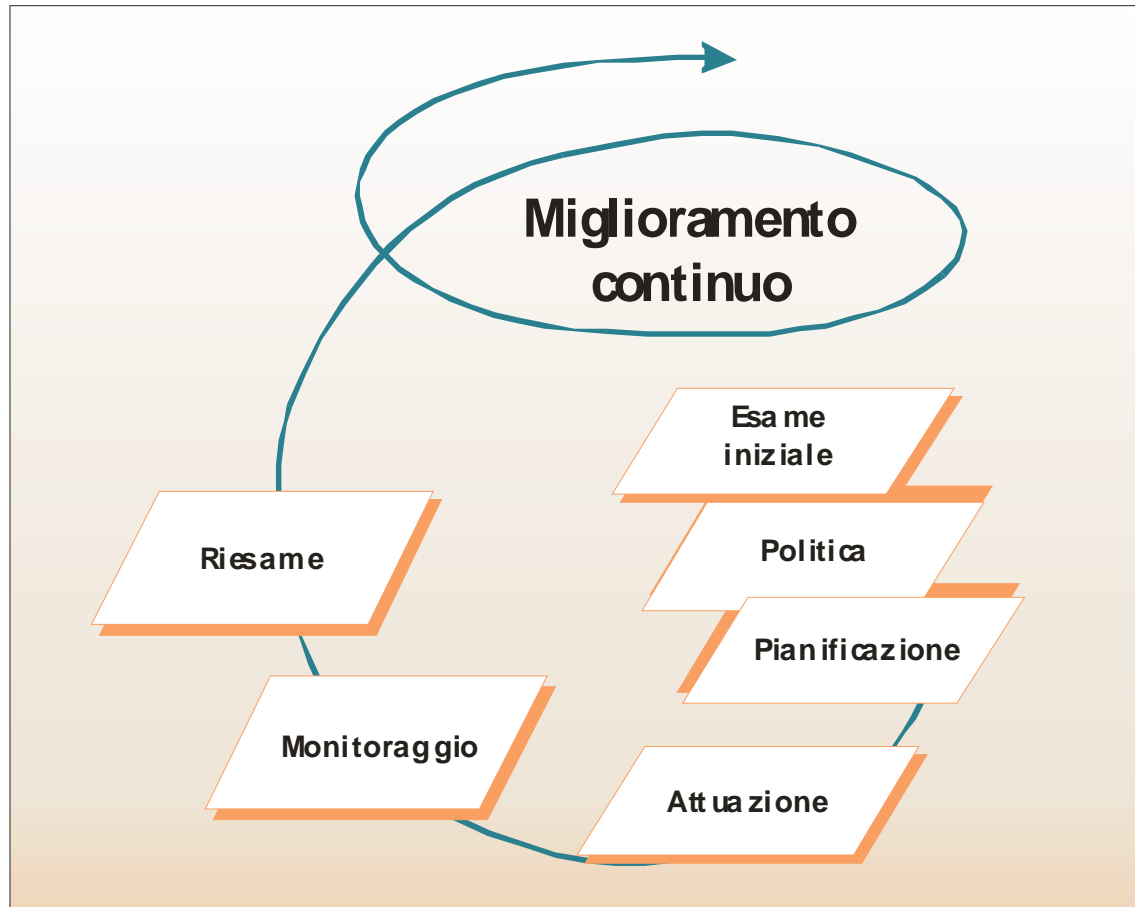 Miglioramento
continuo
Esame
iniziale
Politica
Pianificazione
Attuazione
Monitoraggio
Riesame